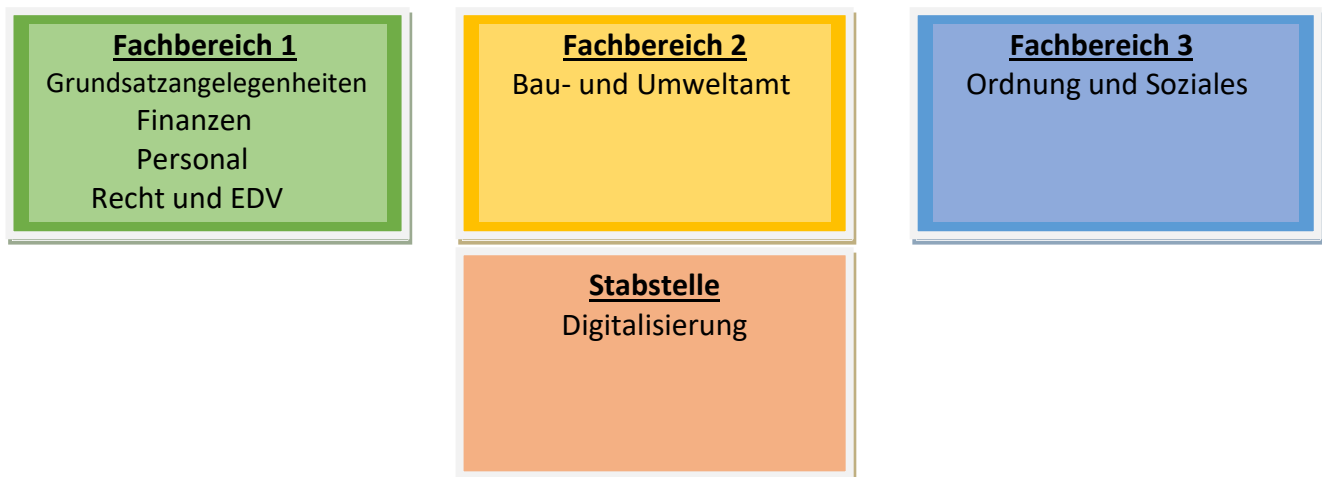 Fachbereich 1
Grundsatzangelegenheiten
Finanzen
Personal
Recht und EDV
Fachbereich 2
Bau- und Umweltamt
Fachbereich 3
Ordnung und Soziales
Stabstelle
Digitalisierung